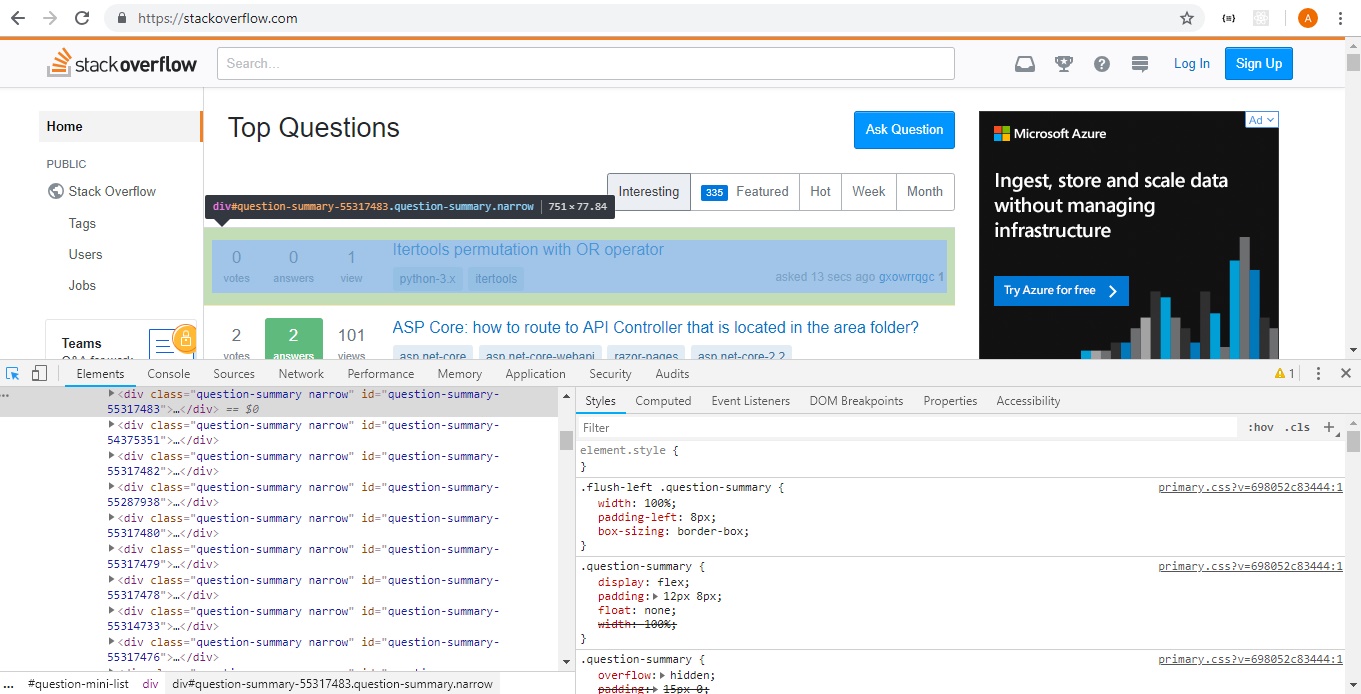 https://stackoverflow.com
A
stackoverflow
Search...
Log In
Sign Up
Home
PUBLIC
Stack Overflow
Tags
Users
Jobs
Teams
Q&A for work
Top Questions
Ask Question
Interesting
335 Featured
Hot
Week
Month
div#question-summary-55317483.question-summary.narrow | 751 × 77.84
0 0 1
votes answers view
Itertools permutation with OR operator
python-3.x itertools
asked 13 secs ago gxowrrqgc 1
2 2 101
votes answers views
ASP Core: how to route to API Controller that is located in the area folder?
asp.net-core asp.net-core-webapi razor-pages asp.net-core-2.2
Ad
Microsoft Azure
Ingest, store and scale data
without managing
infrastructure
Try Azure for free
Elements Console Sources Network Performance Memory Application Security Audits
1
<div class="question-summary narrow" id="question-summary-
55317483">…</div> == $0
<div class="question-summary narrow" id="question-summary-
54375351">…</div>
<div class="question-summary narrow" id="question-summary-
55317482">…</div>
<div class="question-summary narrow" id="question-summary-
55287938">…</div>
<div class="question-summary narrow" id="question-summary-
55317480">…</div>
<div class="question-summary narrow" id="question-summary-
55317479">…</div>
<div class="question-summary narrow" id="question-summary-
55317478">…</div>
<div class="question-summary narrow" id="question-summary-
55314733">…</div>
<div class="question-summary narrow" id="question-summary-
55317476">…</div>
... #question-mini-list div div#question-summary-55317483.question-summary.narrow
Styles Computed Event Listeners DOM Breakpoints Properties Accessibility
Filter
:hov .cls +
element.style {
}
.flush-left .question-summary { primary.css?v=698052c83444:1
width: 100%;
padding-left: 8px;
box-sizing: border-box;
}
.question-summary { primary.css?v=698052c83444:1
display: flex;
padding: 12px 8px;
float: none;
width: 100%;
}
.question-summary { primary.css?v=698052c83444:1
overflow: hidden;
padding: 15px 0;